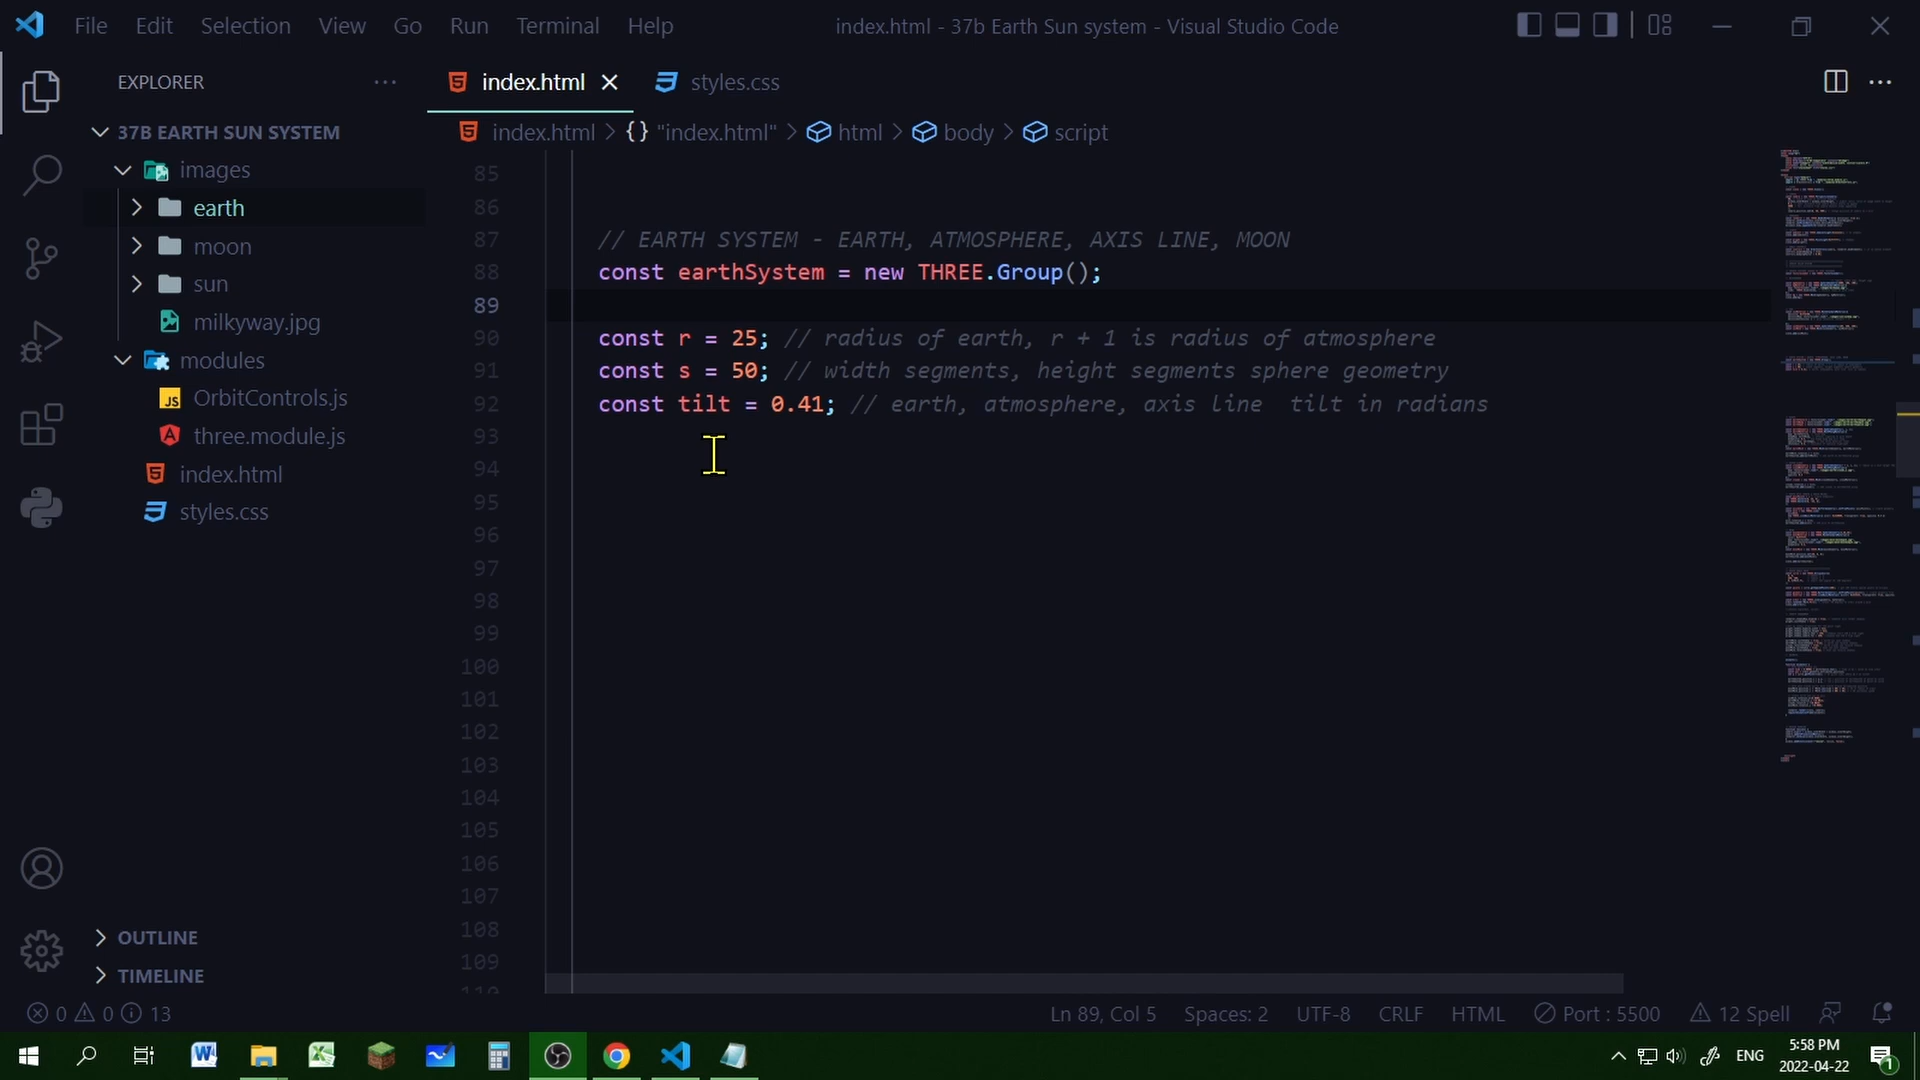 File Edit Selection View Go Run Terminal Help
index.html - 37b Earth Sun system - Visual Studio Code
EXPLORER
37B EARTH SUN SYSTEM
images
earth
moon
sun
milkyway.jpg
modules
OrbitControls.js
three.module.js
index.html
styles.css
OUTLINE
TIMELINE
index.html styles.css
index.html > {} "index.html" > html > body > script
85
86
87 // EARTH SYSTEM - EARTH, ATMOSPHERE, AXIS LINE, MOON
88 const earthSystem = new THREE.Group();
89
90 const r = 25; // radius of earth, r + 1 is radius of atmosphere
91 const s = 50; // width segments, height segments sphere geometry
92 const tilt = 0.41; // earth, atmosphere, axis line  tilt in radians
93
94
95
96
97
98
99
100
101
102
103
104
105
106
107
108
109
110
0 0 13
Ln 89, Col 5 Spaces: 2 UTF-8 CRLF HTML Port : 5500 12 Spell
ENG
5:58 PM
2022-04-22
1